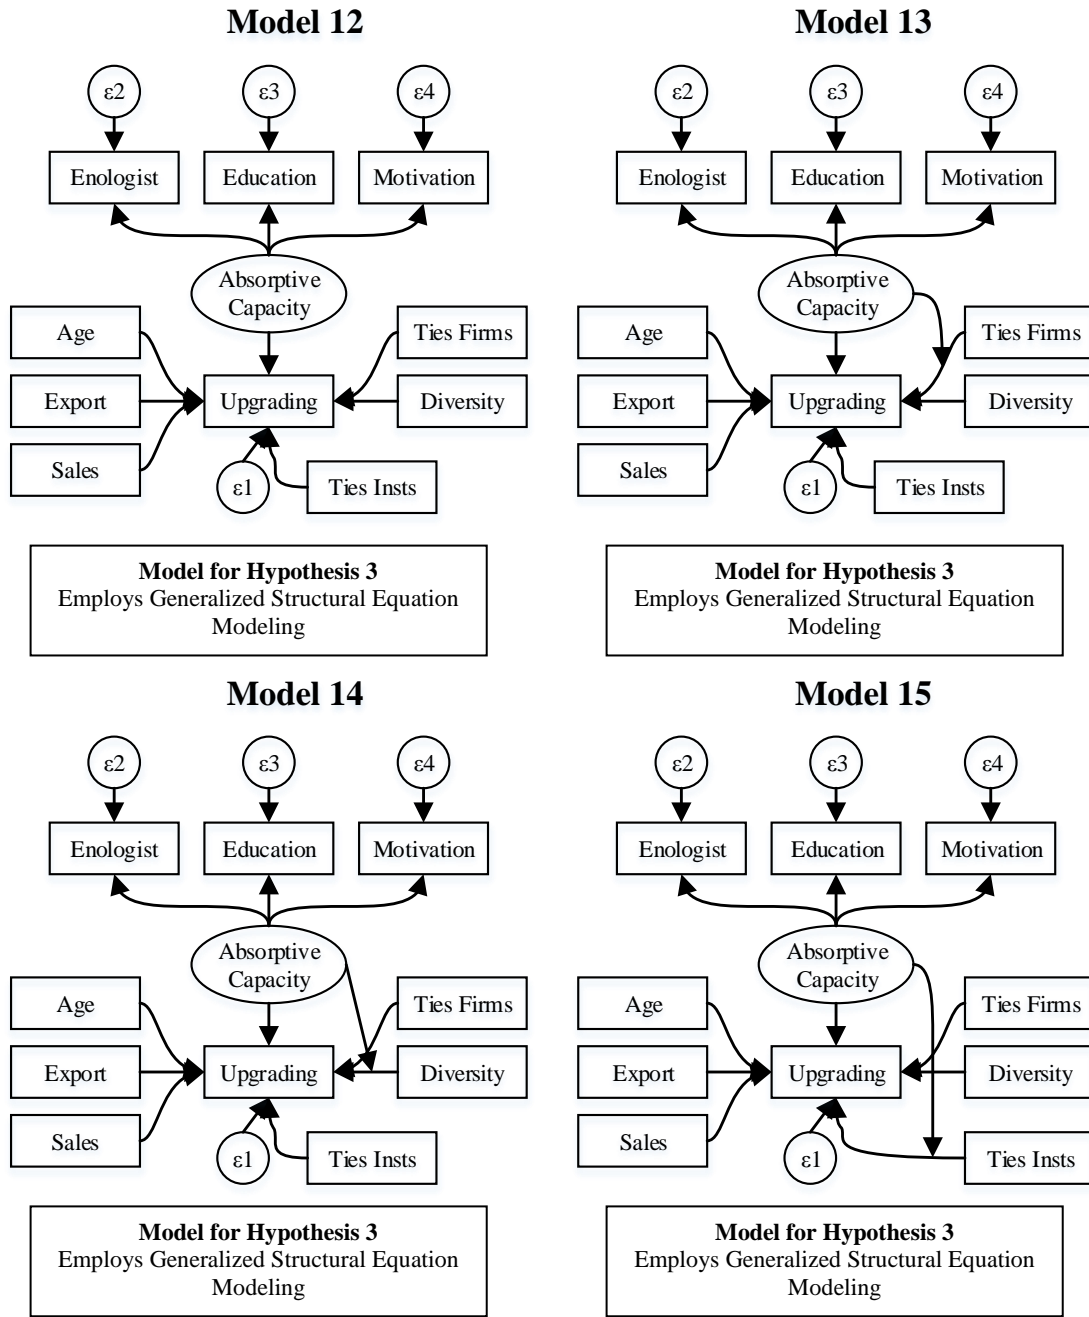 Model 12
ε2
ε3
ε4
Enologist
Education
Motivation
Absorptive
Capacity
Age
Ties Firms
Export
Upgrading
Diversity
Sales
ε1
Ties Insts
Model for Hypothesis 3
Employs Generalized Structural Equation
Modeling
Model 13
ε2
ε3
ε4
Enologist
Education
Motivation
Absorptive
Capacity
Age
Ties Firms
Export
Upgrading
Diversity
Sales
ε1
Ties Insts
Model for Hypothesis 3
Employs Generalized Structural Equation
Modeling
Model 14
ε2
ε3
ε4
Enologist
Education
Motivation
Absorptive
Capacity
Age
Ties Firms
Export
Upgrading
Diversity
Sales
ε1
Ties Insts
Model for Hypothesis 3
Employs Generalized Structural Equation
Modeling
Model 15
ε2
ε3
ε4
Enologist
Education
Motivation
Absorptive
Capacity
Age
Ties Firms
Export
Upgrading
Diversity
Sales
ε1
Ties Insts
Model for Hypothesis 3
Employs Generalized Structural Equation
Modeling